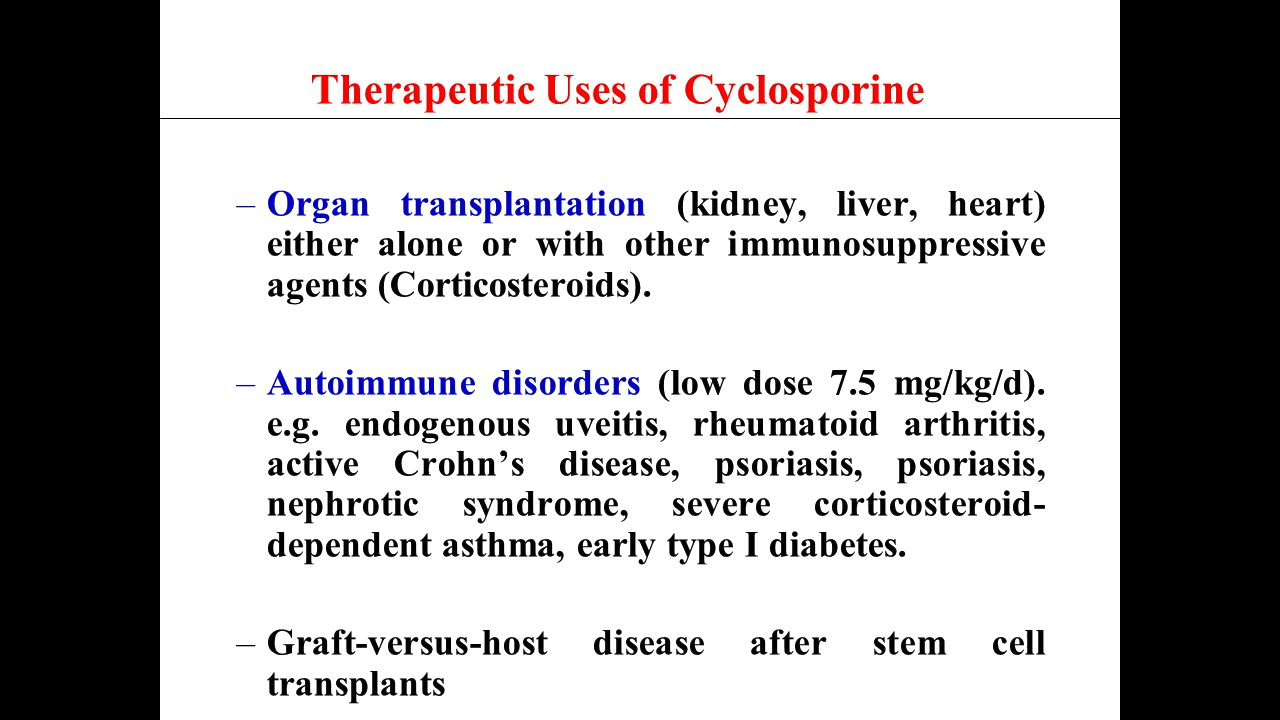 Therapeutic Uses of Cyclosporine
– Organ transplantation (kidney, liver, heart)
either alone or with other immunosuppressive
agents (Corticosteroids).
– Autoimmune disorders (low dose 7.5 mg/kg/d).
e.g. endogenous uveitis, rheumatoid arthritis,
active Crohn’s disease, psoriasis, psoriasis,
nephrotic syndrome, severe corticosteroid-
dependent asthma, early type I diabetes.
– Graft-versus-host disease after stem cell
transplants